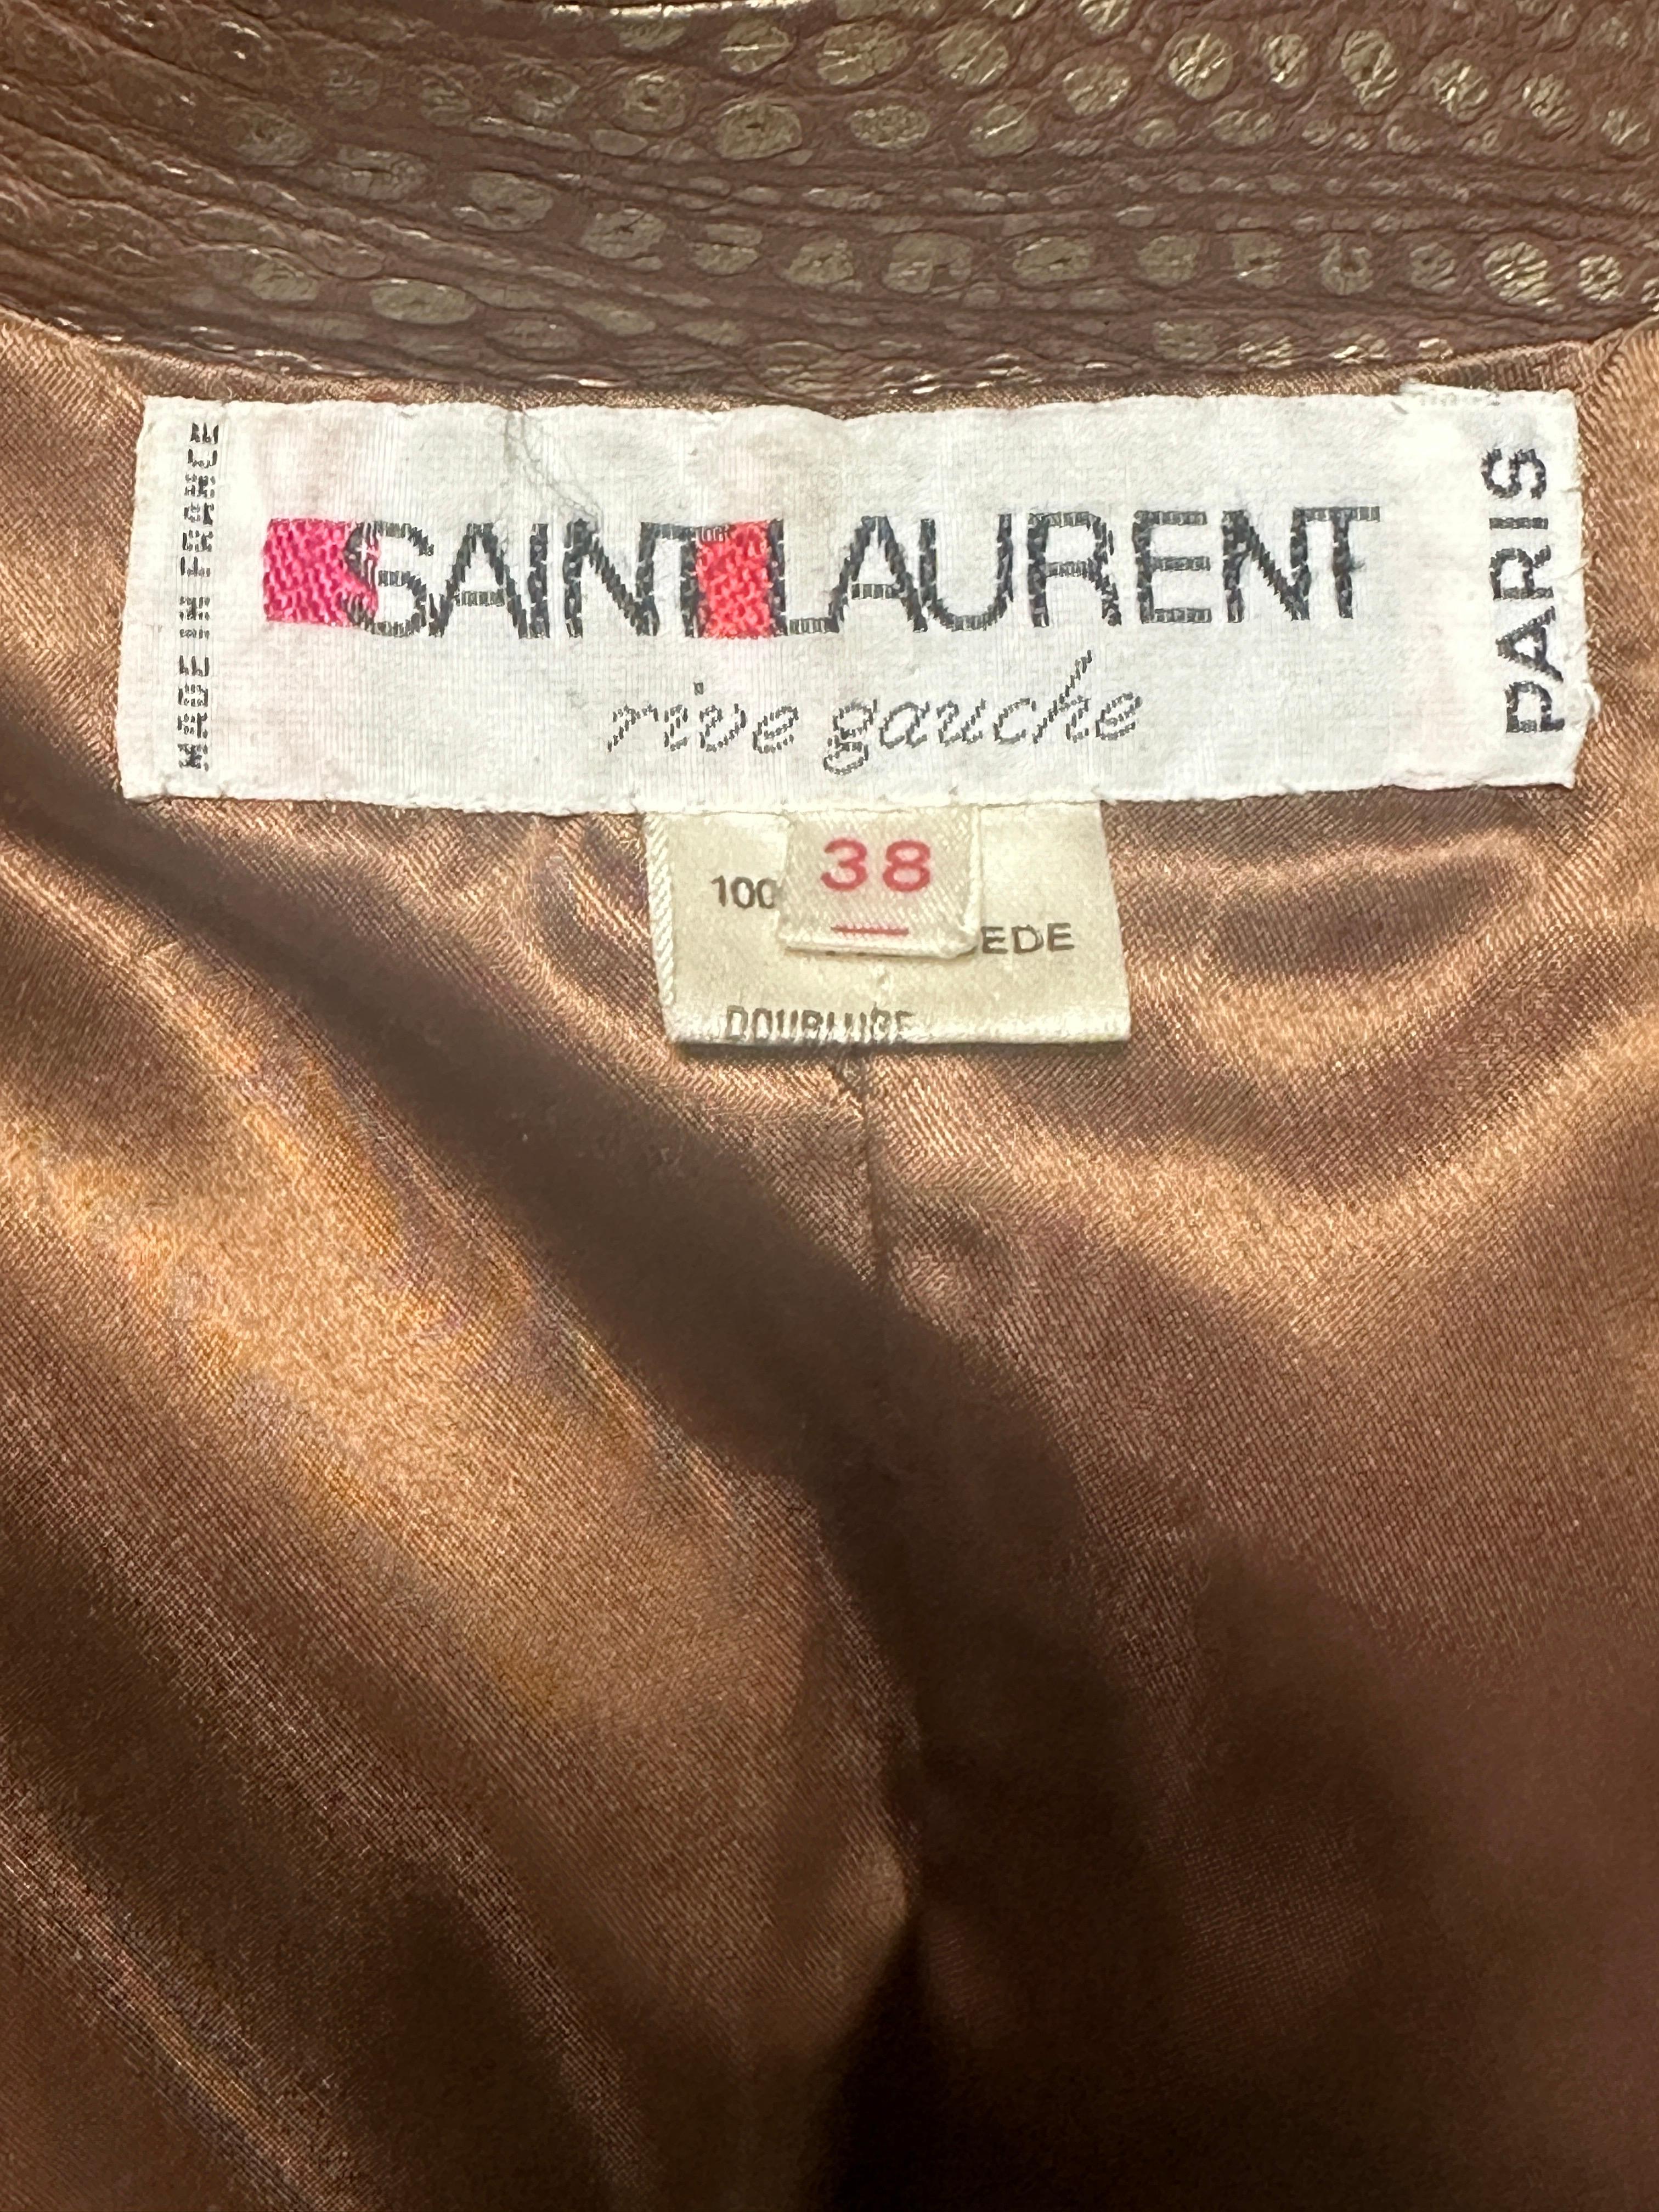 MADE IN FRANCE
SAINT LAURENT
rive gauche
PARIS
38
100
EDE
DOUBLURE